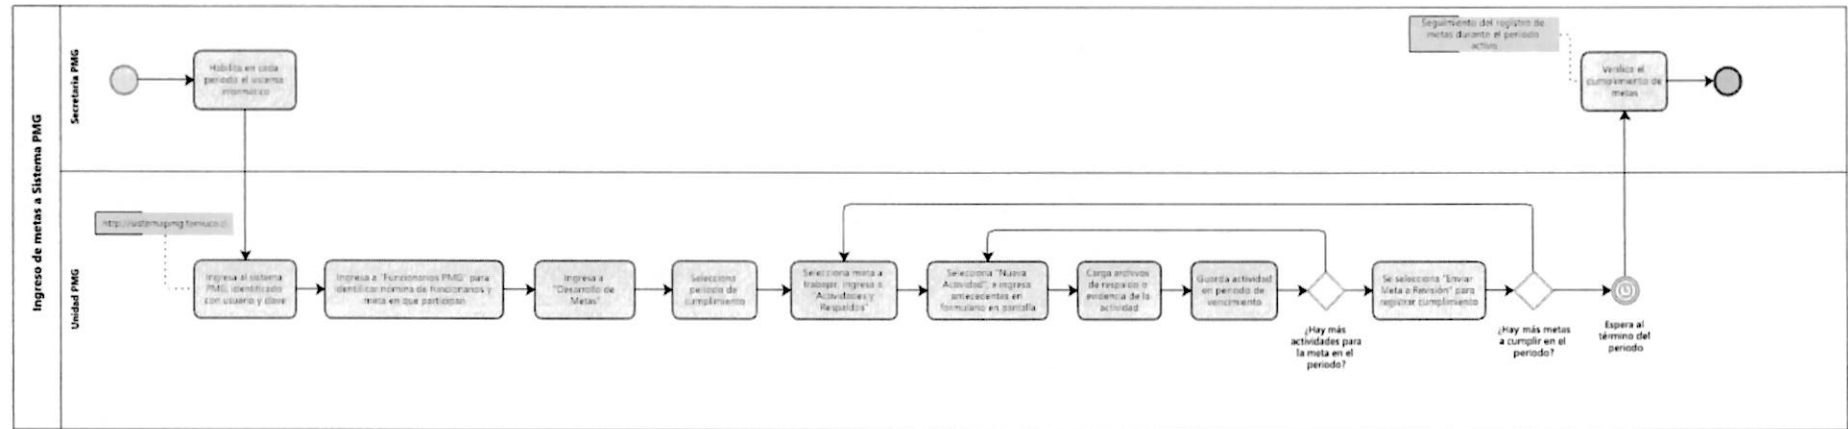 Ingreso de metas a Sistema PMG
Secretaria PMG
Habilita en cada
periodo el sistema
informático
Seguimiento del registro de
metas durante el periodo
activo
Verifica el
cumplimiento de
metas
Unidad PMG
http://sistemapmg.temuco.cl
Ingresa al sistema
PMG, identificado
con usuario y clave
Ingresa a "Funcionarios PMG" para
identificar nómina de funcionarios y
meta en que participan
Ingresa a
"Desarrollo de
Metas"
Selecciona
periodo de
cumplimiento
Selecciona meta a
trabajar, ingresa a
"Actividades y
Respaldos"
Selecciona "Nueva
Actividad", e ingresa
antecedentes en
formulario en pantalla
Carga archivos
de respaldo o
evidencia de la
actividad
Guarda actividad
en periodo de
vencimiento
¿Hay más
actividades para
la meta en el
periodo?
Se selecciona "Enviar
Meta a Revisión" para
registrar cumplimiento
¿Hay más metas
a cumplir en el
periodo?
Espera al
término del
periodo